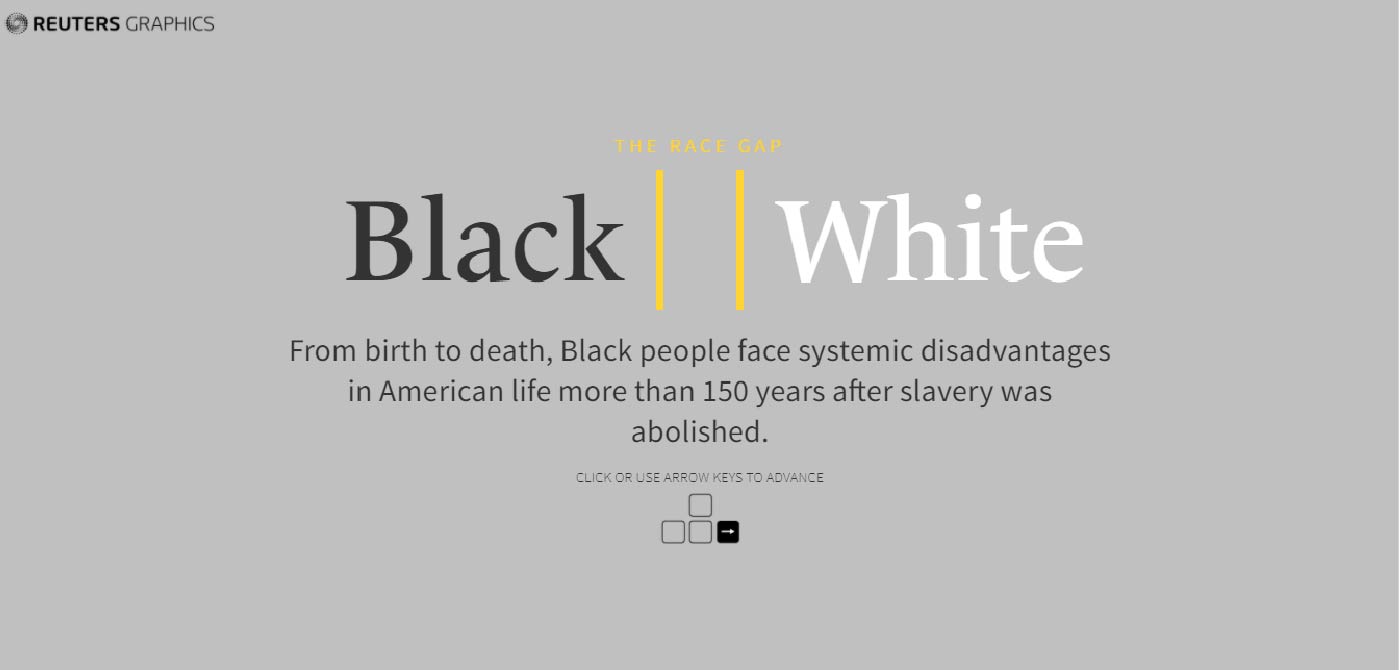 REUTERS GRAPHICS
THE RACE GAP
Black White
From birth to death, Black people face systemic disadvantages
in American life more than 150 years after slavery was
abolished.
CLICK OR USE ARROW KEYS TO ADVANCE
→